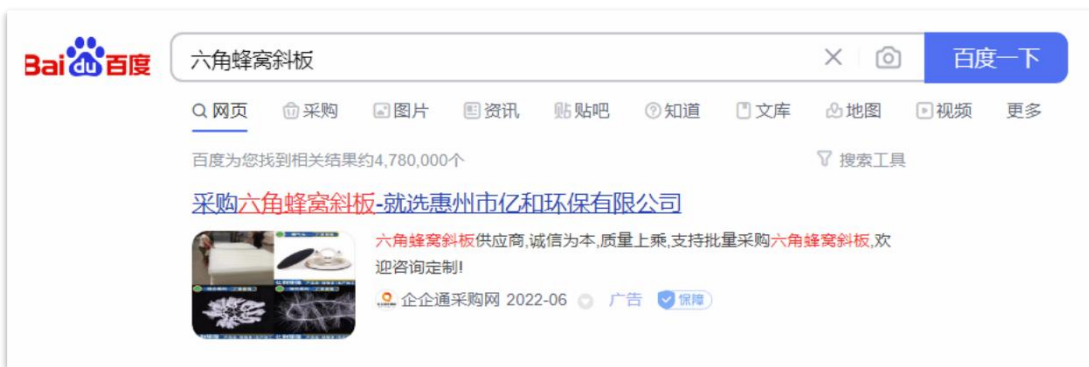 Bai du 百度
六角蜂窝斜板
百度一下
网页 采购 图片 资讯 贴 贴吧 知道 文库 地图 视频 更多
百度为您找到相关结果约4,780,000个
搜索工具
采购六角蜂窝斜板-就选惠州市亿和环保有限公司
六角蜂窝斜板供应商,诚信为本,质量上乘,支持批量采购六角蜂窝斜板,欢
迎咨询定制!
企企通采购网 2022-06 广告 保障